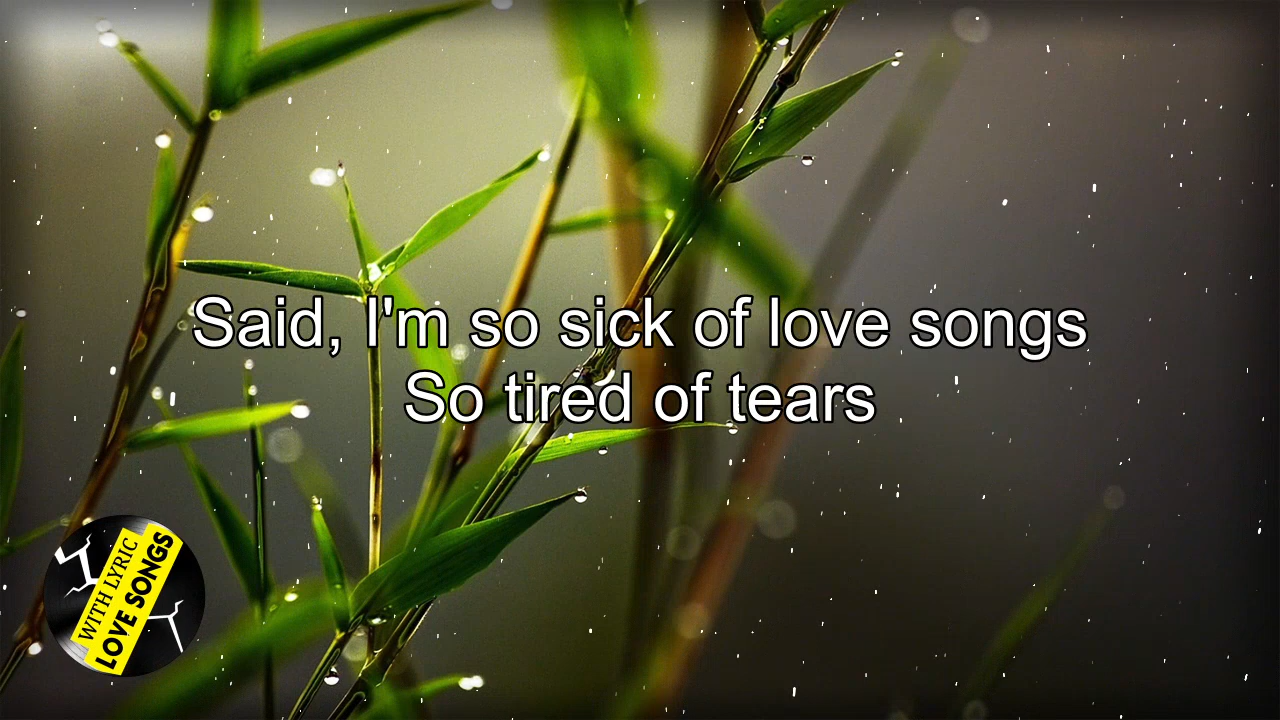 Said, I'm so sick of love songs
So tired of tears
WITH LYRIC
LOVE SONGS